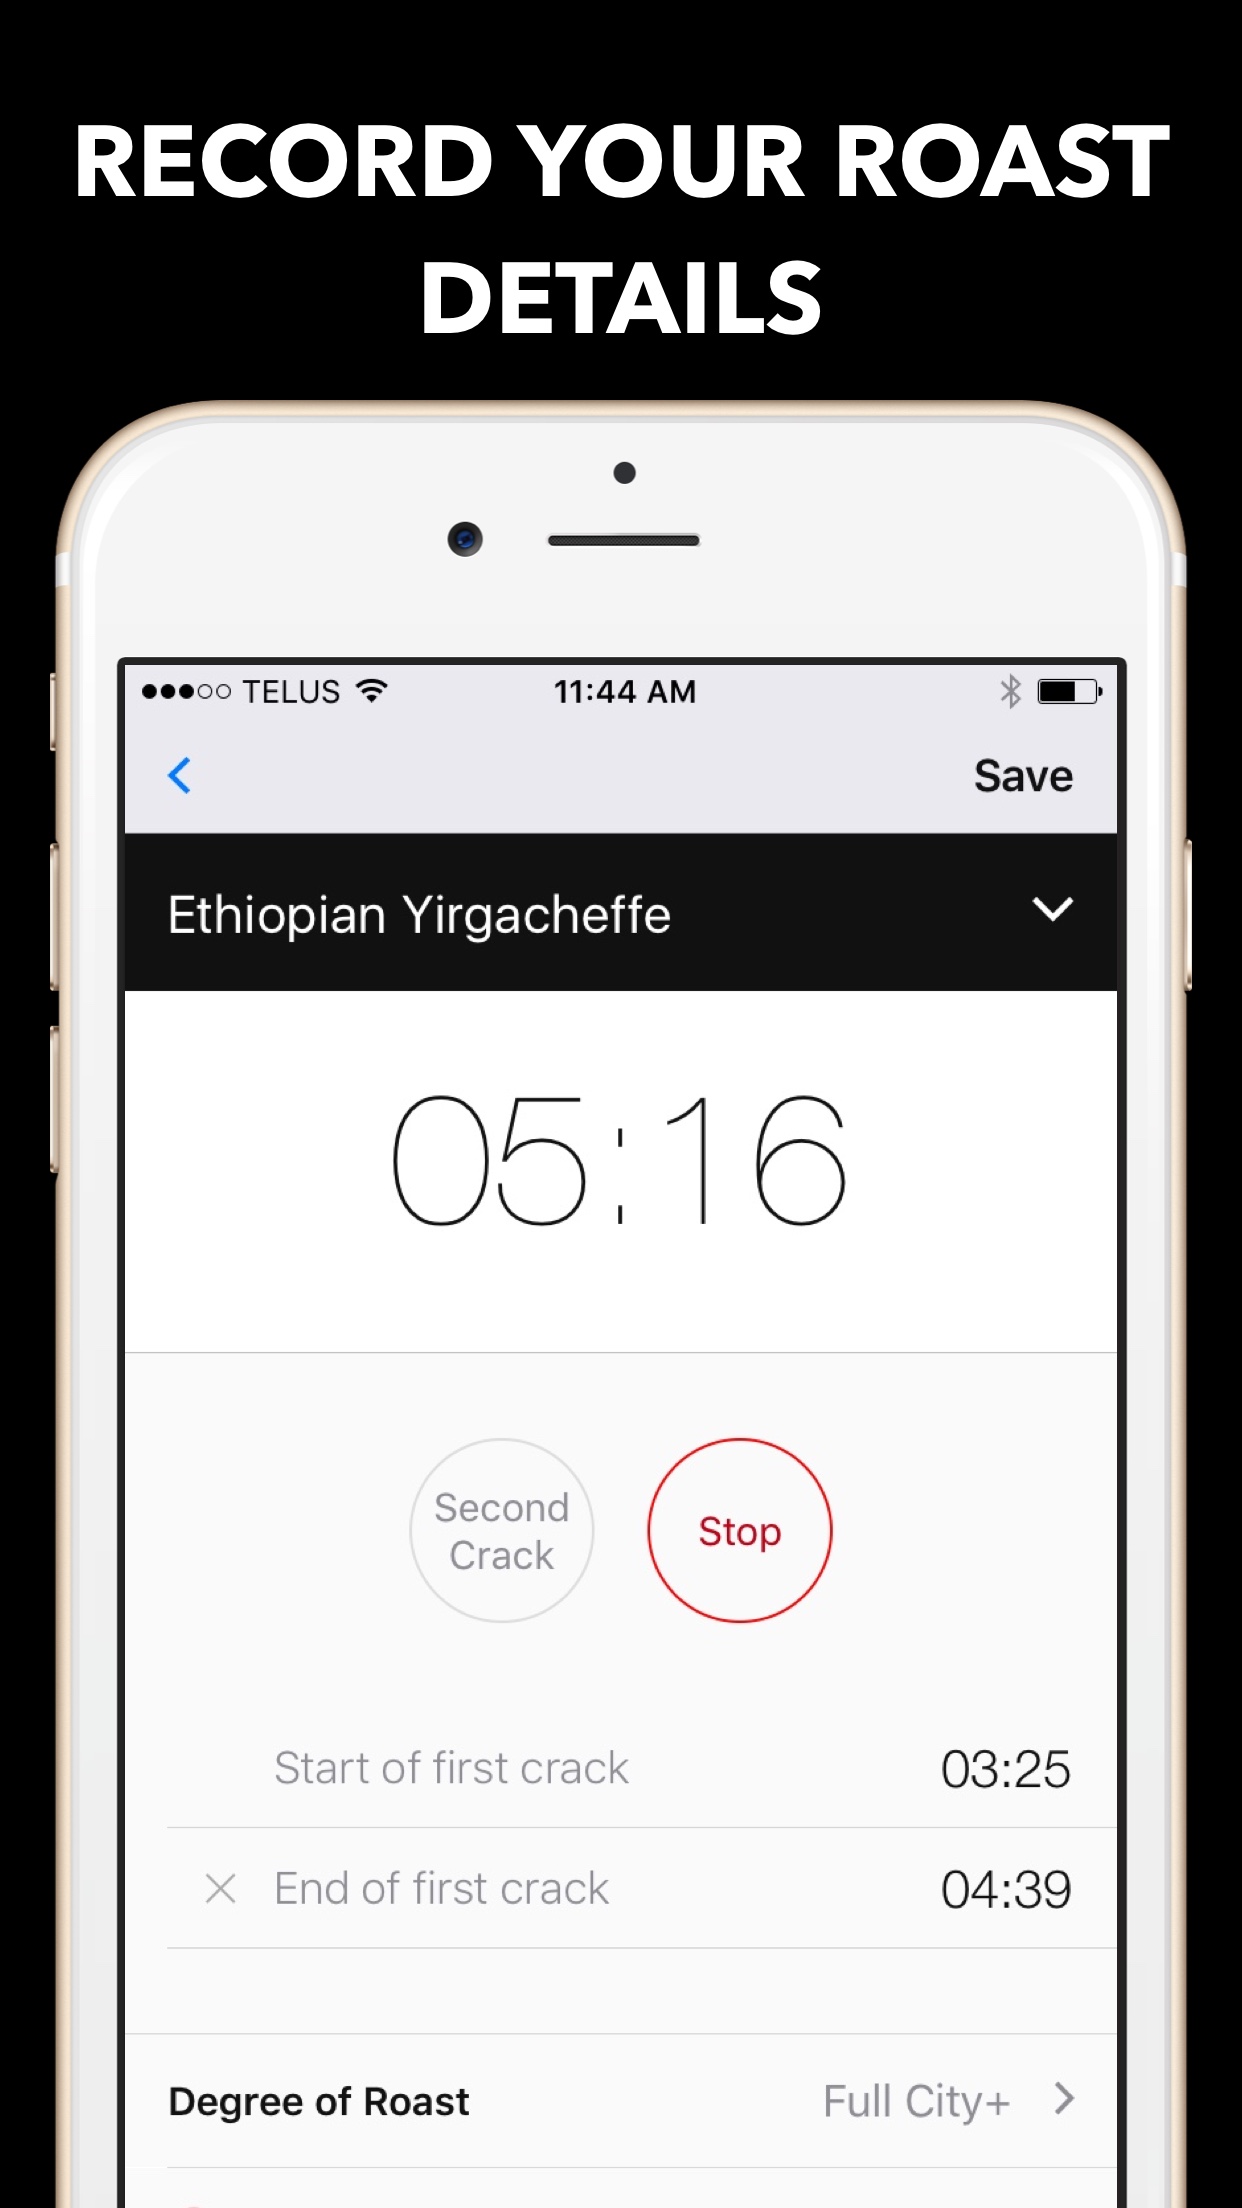 RECORD YOUR ROAST
DETAILS
TELUS 11:44 AM
Save
Ethiopian Yirgacheffe
05:16
Second
Crack
Stop
Start of first crack 03:25
End of first crack 04:39
Degree of Roast Full City+